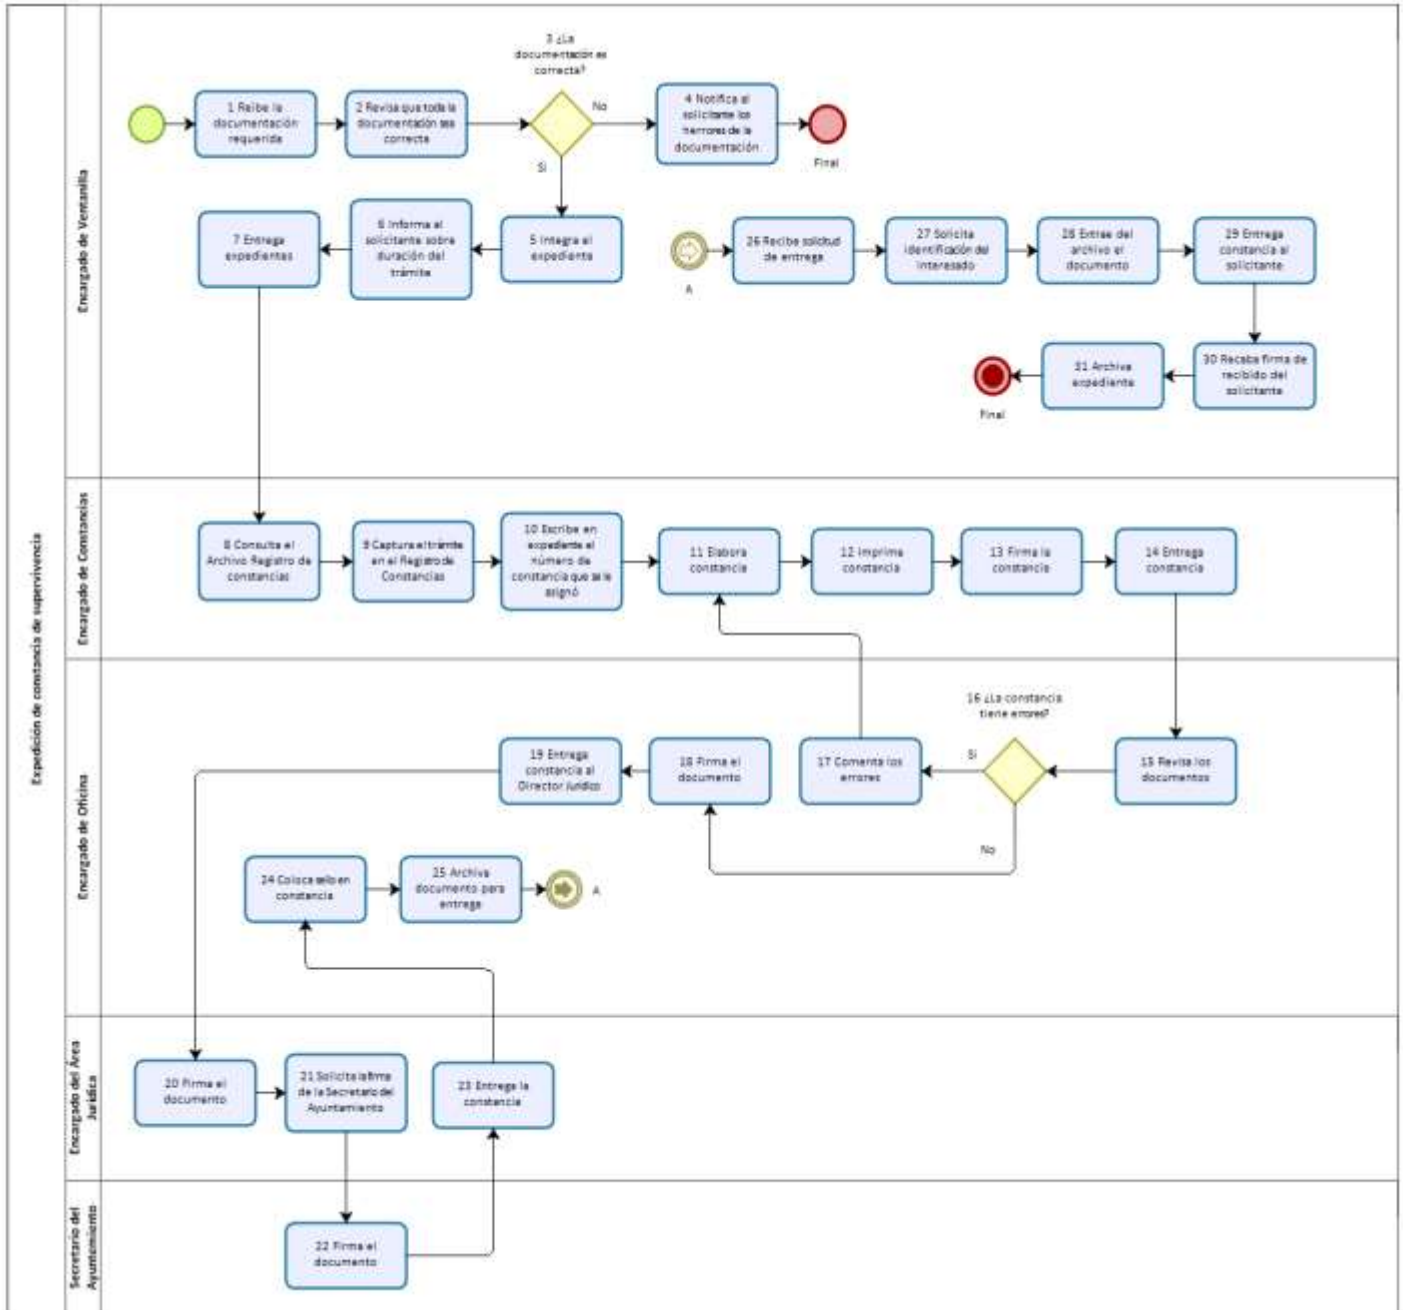 Expedición de constancia de supervivencia
Encargado de Ventanilla
3 ¿La
documentación es
correcta?
1 Reibe la
documentación
requerida
2 Revisa que toda la
documentación sea
correcta
No
4 Notifica al
solicitante los
herrores de la
documentación
Final
Si
7 Entrega
expedientes
6 Informa al
solicitante sobre
duración del
trámite
5 Integra el
expediente
A
26 Recibe solicitud
de entrega
27 Solicita
identificación del
interesado
28 Entrae del
archivo el
documento
29 Entrega
constancia al
solicitante
Final
31 Archiva
expediente
30 Recaba firma de
recibido del
solicitante
Encargado de Constancias
8 Consulta el
Archivo Registro de
constancias
9 Captura el trámite
en el Registro de
Constancias
10 Escribe en
expediente el
número de
constancia que se le
asignó
11 Elabora
constancia
12 Imprime
constancia
13 Firma la
constancia
14 Entrega
constancia
Encargado de Oficina
16 ¿La constancia
tiene errores?
19 Entrega
constancia al
Director Jurídico
18 Firma el
documento
17 Comenta los
errores
Si
15 Revisa los
documentos
No
24 Coloca sello en
constancia
25 Archiva
documento para
entrega
A
Encargado del Área
Jurídica
20 Firma el
documento
21 Solicita la firma
de la Secretario del
Ayuntamiento
23 Entrega la
constancia
Secretario del
Ayuntamiento
22 Firma el
documento